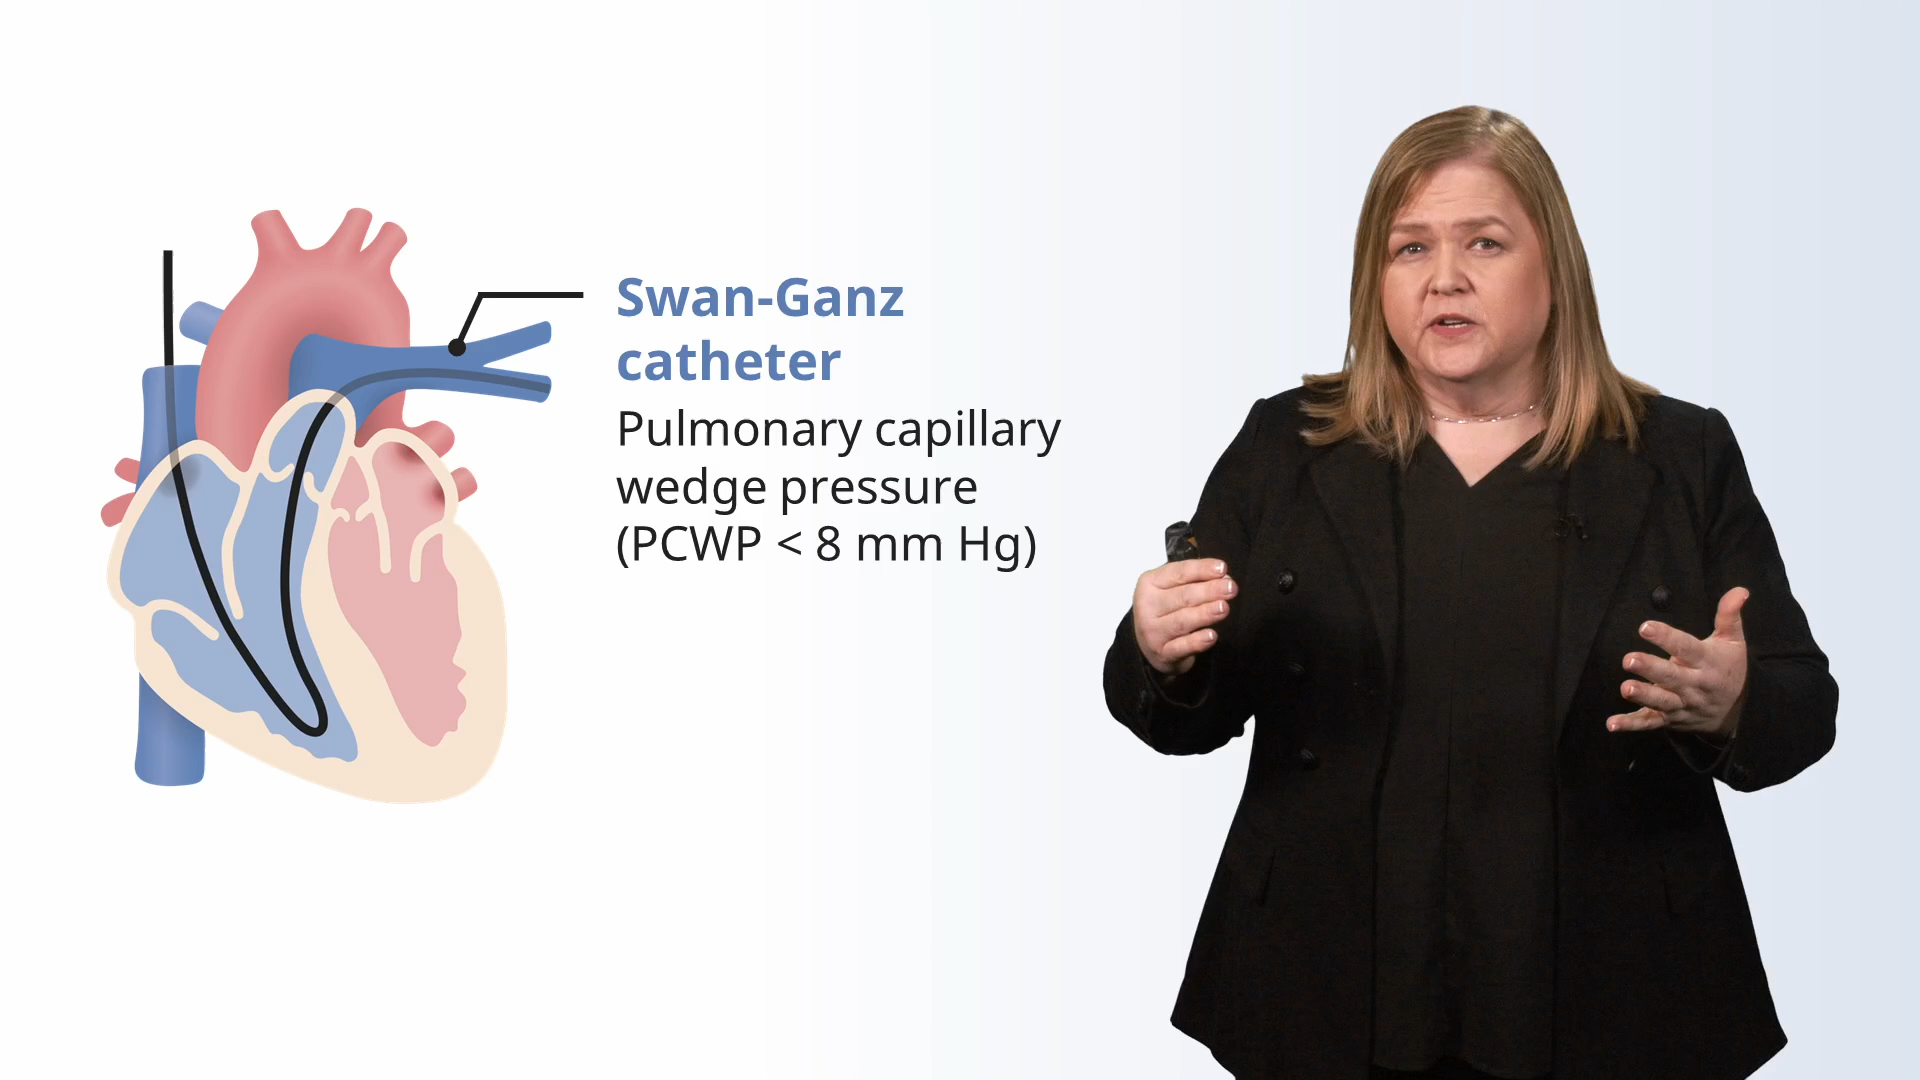 Swan-Ganz
catheter
Pulmonary capillary
wedge pressure
(PCWP < 8 mm Hg)